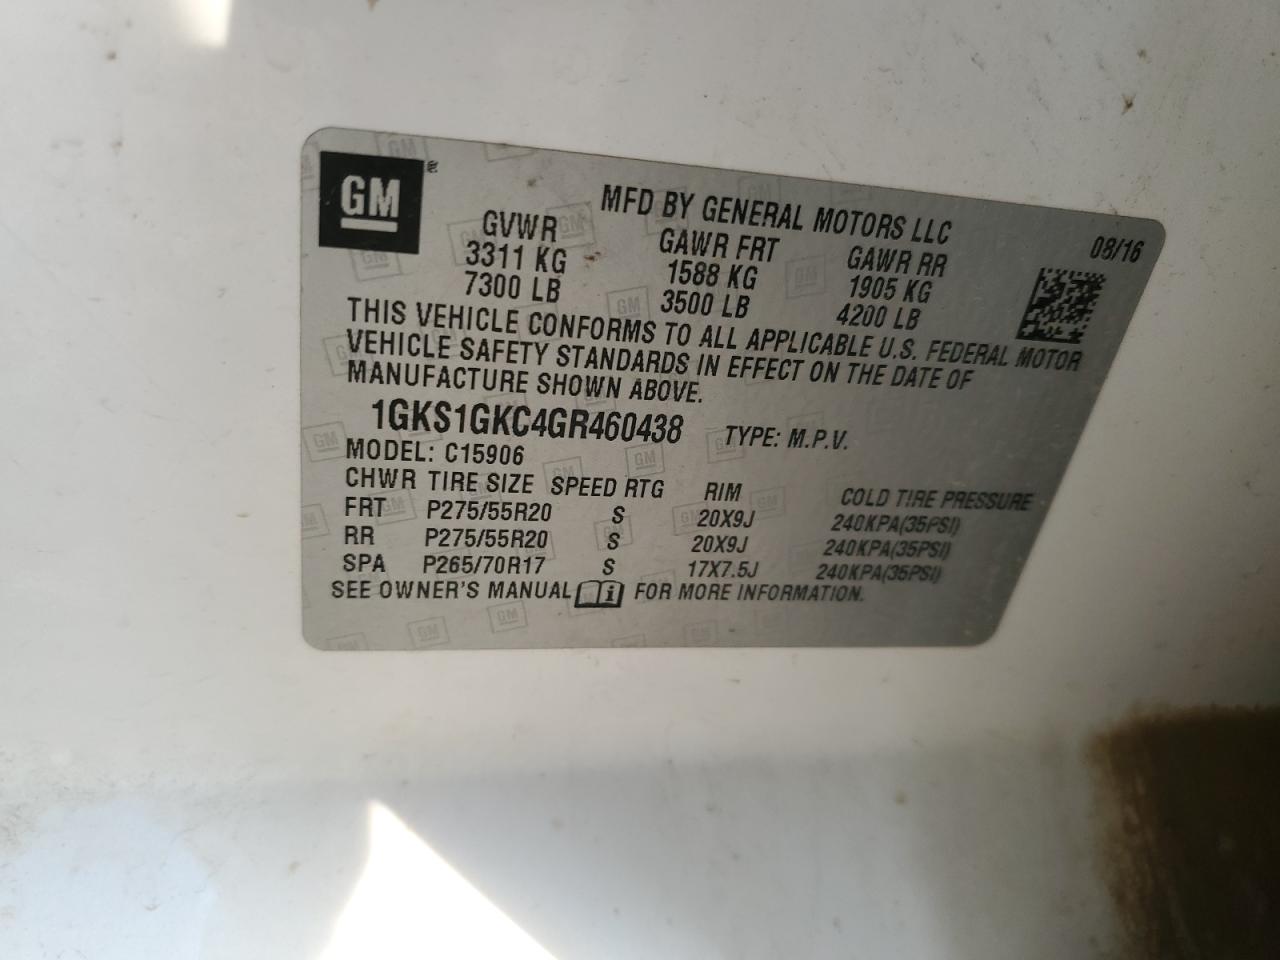 GM
MFD BY GENERAL MOTORS LLC
08/16
GVWR GAWR FRT GAWR RR
3311 KG 1588 KG 1905 KG
7300 LB 3500 LB 4200 LB
THIS VEHICLE CONFORMS TO ALL APPLICABLE U.S. FEDERAL MOTOR
VEHICLE SAFETY STANDARDS IN EFFECT ON THE DATE OF
MANUFACTURE SHOWN ABOVE.
1GKS1GKC4GR460438 TYPE: M.P.V.
MODEL: C15906
CHWR TIRE SIZE SPEED RTG RIM COLD TIRE PRESSURE
FRT P275/55R20 S 20X9J 240KPA(35PSI)
RR P275/55R20 S 20X9J 240KPA(35PSI)
SPA P265/70R17 S 17X7.5J 240KPA(35PSI)
SEE OWNER'S MANUAL i FOR MORE INFORMATION.